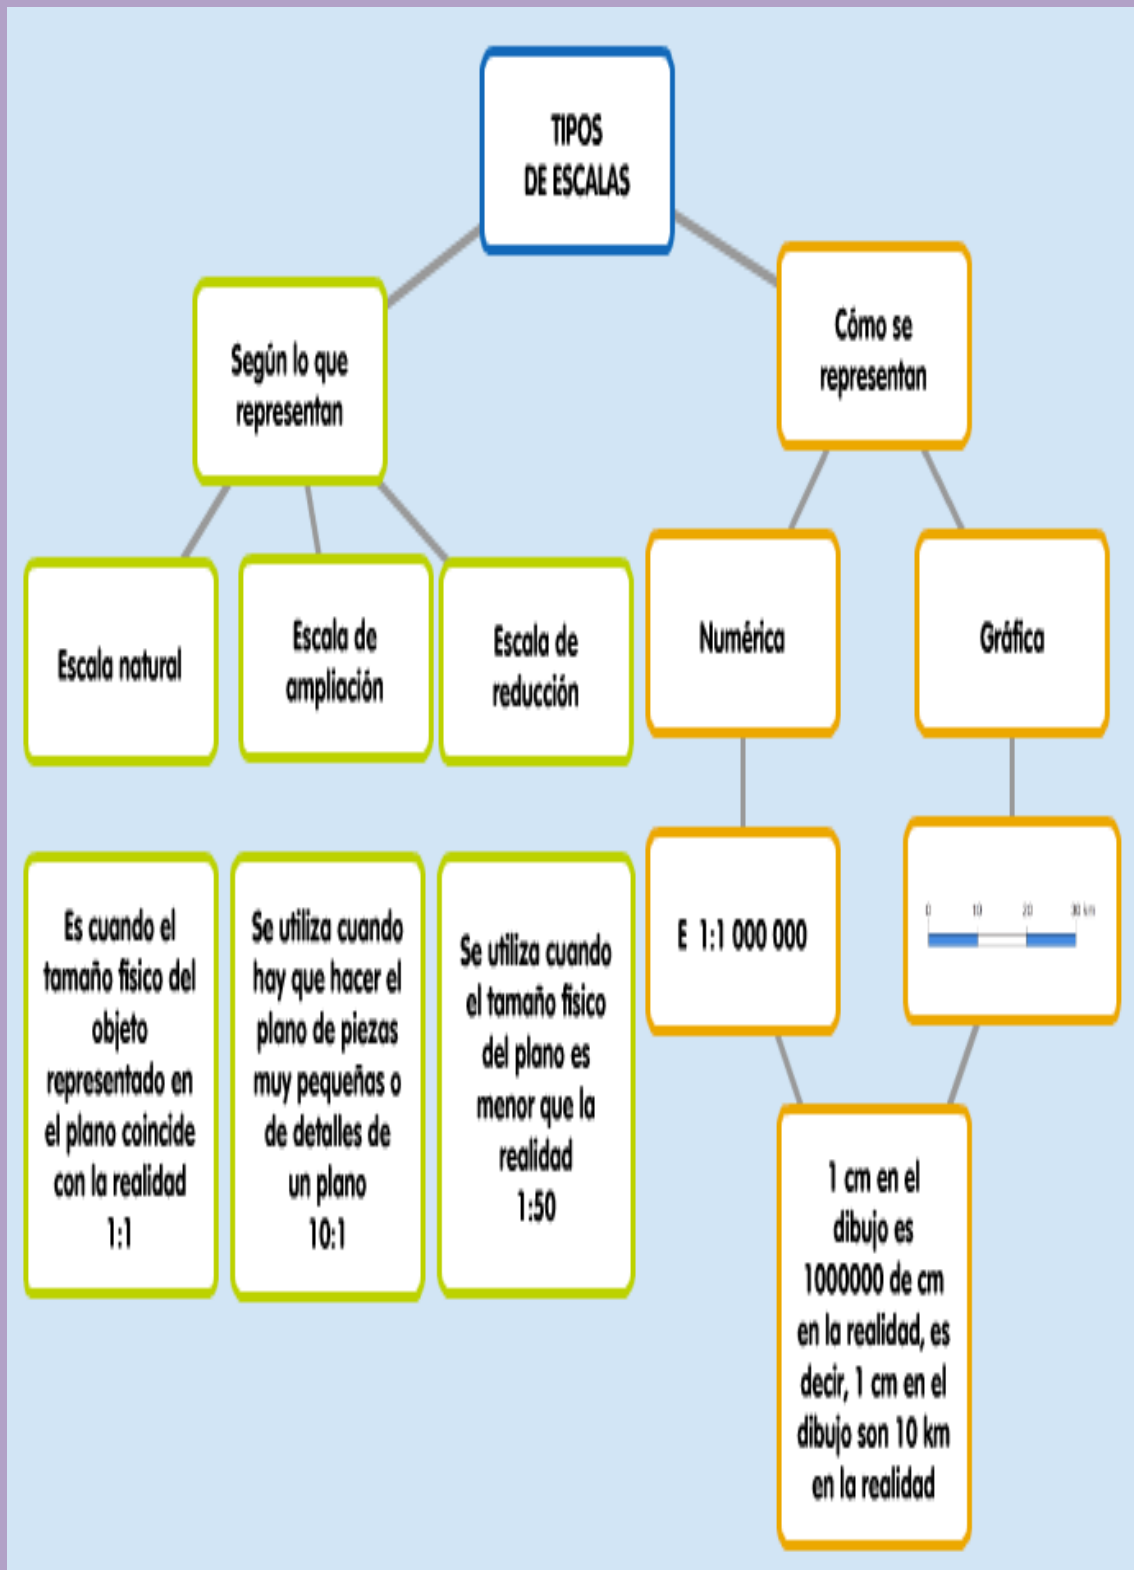 TIPOS
DE ESCALAS
Según lo que
representan
Cómo se
representan
Escala natural
Escala de
ampliación
Escala de
reducción
Numérica
Gráfica
Es cuando el
tamaño físico del
objeto
representado en
el plano coincide
con la realidad
1:1
Se utiliza cuando
hay que hacer el
plano de piezas
muy pequeñas o
de detalles de
un plano
10:1
Se utiliza cuando
el tamaño físico
del plano es
menor que la
realidad
1:50
E 1:1 000 000
0 10 20 30 km
1 cm en el
dibujo es
1000000 de cm
en la realidad, es
decir, 1 cm en el
dibujo son 10 km
en la realidad